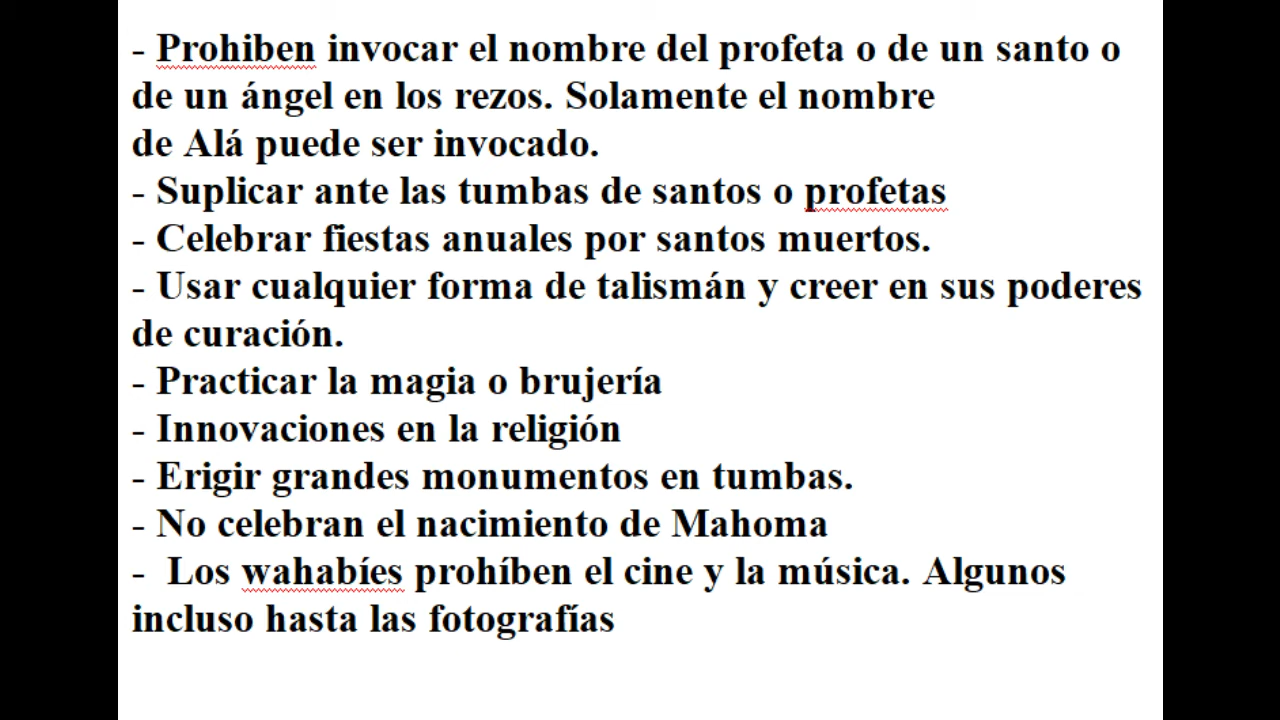 - Prohiben invocar el nombre del profeta o de un santo o
de un ángel en los rezos. Solamente el nombre
de Alá puede ser invocado.
- Suplicar ante las tumbas de santos o profetas
- Celebrar fiestas anuales por santos muertos.
- Usar cualquier forma de talismán y creer en sus poderes
de curación.
- Practicar la magia o brujería
- Innovaciones en la religión
- Erigir grandes monumentos en tumbas.
- No celebran el nacimiento de Mahoma
-  Los wahabíes prohíben el cine y la música. Algunos
incluso hasta las fotografías